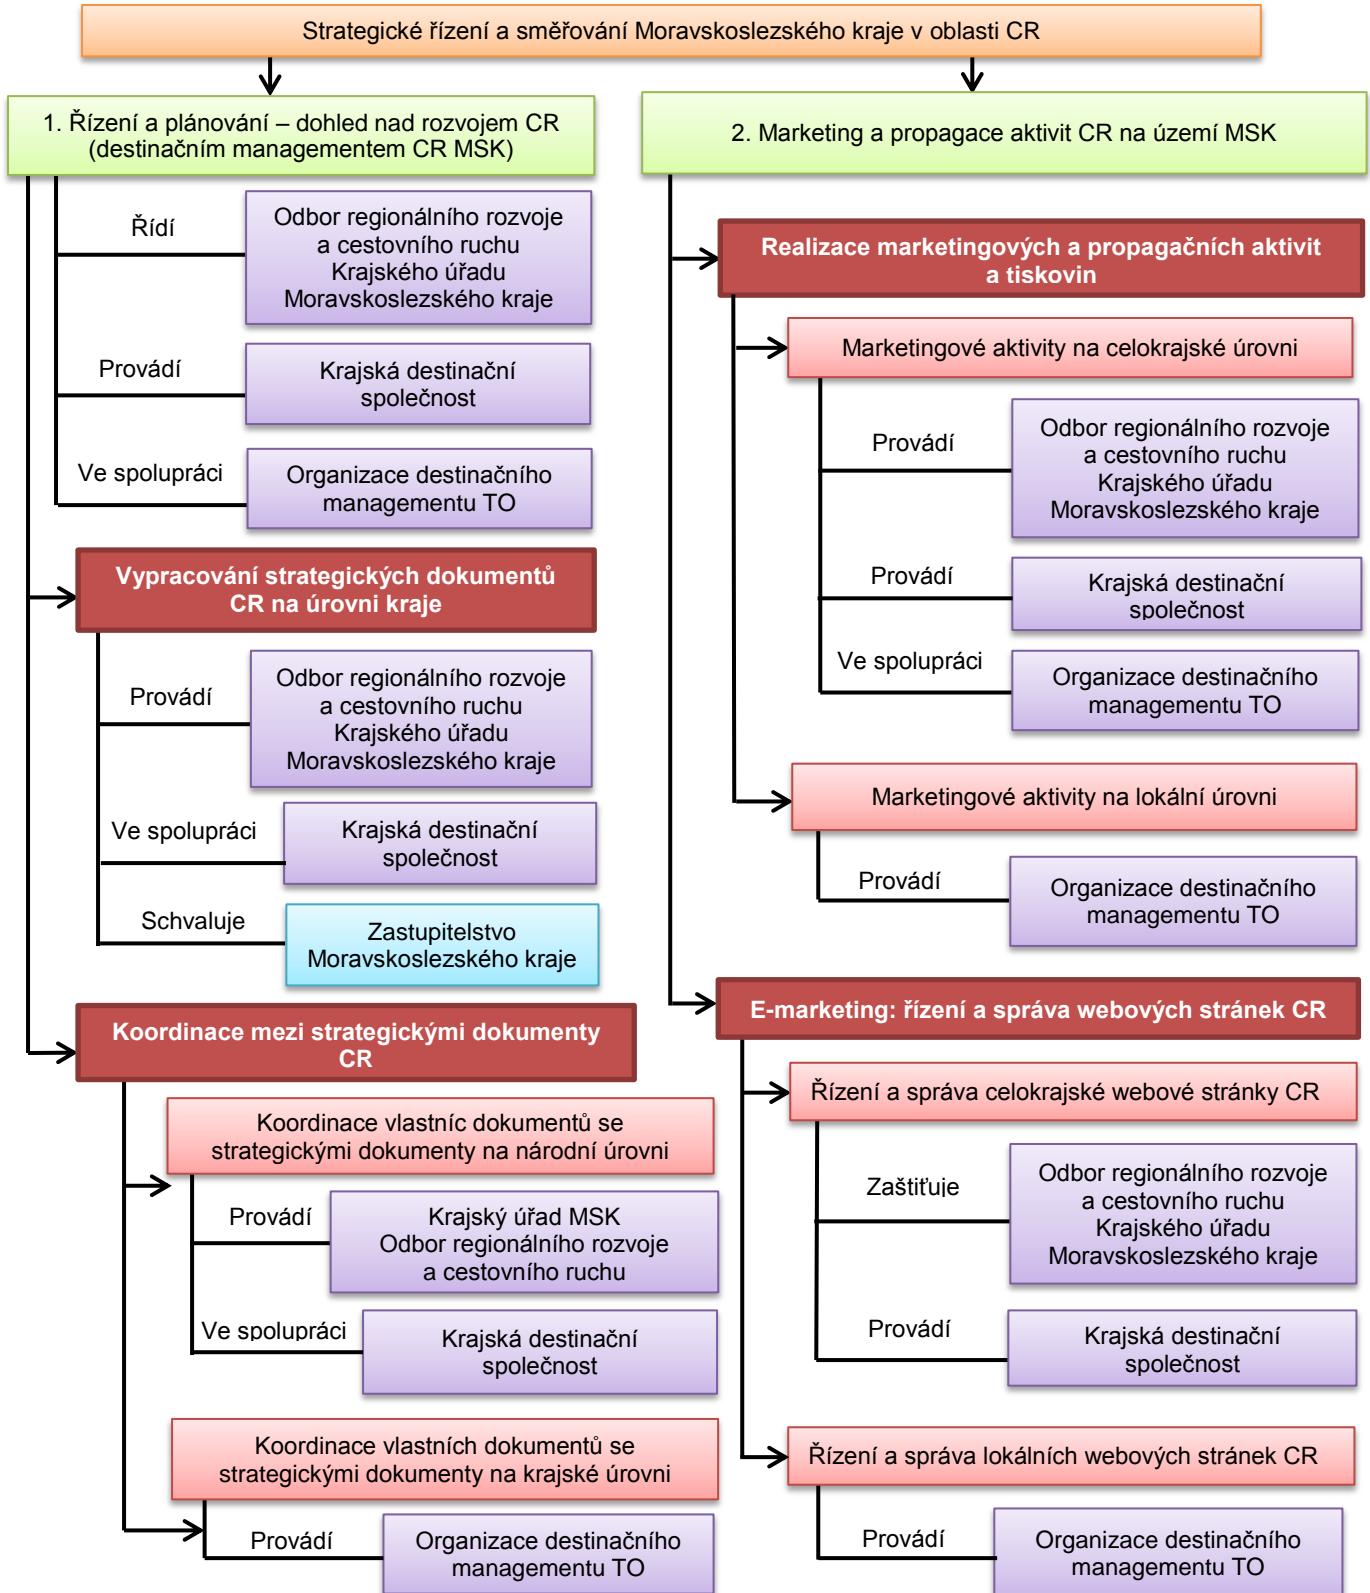 Strategické řízení a směřování Moravskoslezského kraje v oblasti CR
1. Řízení a plánování – dohled nad rozvojem CR
(destinačním managementem CR MSK)
Řídí
Odbor regionálního rozvoje
a cestovního ruchu
Krajského úřadu
Moravskoslezského kraje
Provádí
Krajská destinační
společnost
Ve spolupráci
Organizace destinačního
managementu TO
Vypracování strategických dokumentů
CR na úrovni kraje
Provádí
Odbor regionálního rozvoje
a cestovního ruchu
Krajského úřadu
Moravskoslezského kraje
Ve spolupráci
Krajská destinační
společnost
Schvaluje
Zastupitelstvo
Moravskoslezského kraje
Koordinace mezi strategickými dokumenty
CR
Koordinace vlastníc dokumentů se
strategickými dokumenty na národní úrovni
Provádí
Krajský úřad MSK
Odbor regionálního rozvoje
a cestovního ruchu
Ve spolupráci
Krajská destinační
společnost
Koordinace vlastních dokumentů se
strategickými dokumenty na krajské úrovni
Provádí
Organizace destinačního
managementu TO
2. Marketing a propagace aktivit CR na území MSK
Realizace marketingových a propagačních aktivit
a tiskovin
Marketingové aktivity na celokrajské úrovni
Provádí
Odbor regionálního rozvoje
a cestovního ruchu
Krajského úřadu
Moravskoslezského kraje
Provádí
Krajská destinační
společnost
Ve spolupráci
Organizace destinačního
managementu TO
Marketingové aktivity na lokální úrovni
Provádí
Organizace destinačního
managementu TO
E-marketing: řízení a správa webových stránek CR
Řízení a správa celokrajské webové stránky CR
Zaštiťuje
Odbor regionálního rozvoje
a cestovního ruchu
Krajského úřadu
Moravskoslezského kraje
Provádí
Krajská destinační
společnost
Řízení a správa lokálních webových stránek CR
Provádí
Organizace destinačního
managementu TO